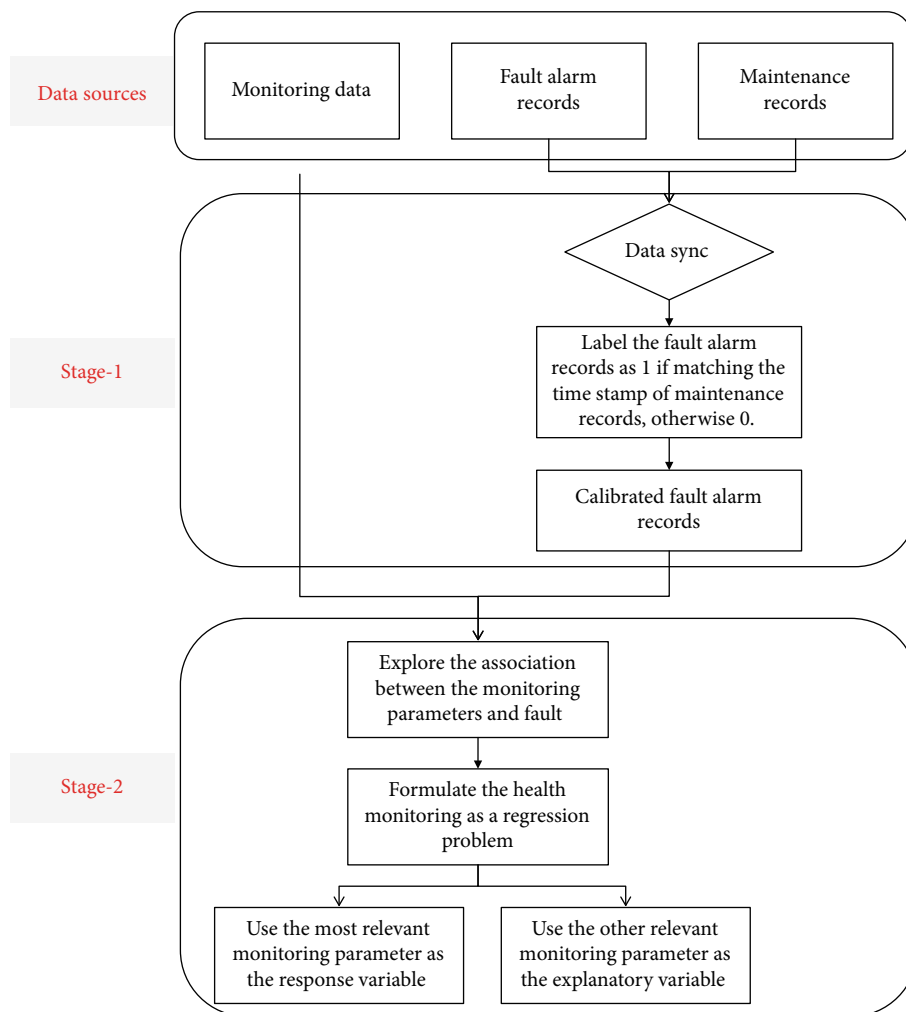 Data sources
Monitoring data
Fault alarm
records
Maintenance
records
Stage-1
Data sync
Label the fault alarm
records as 1 if matching the
time stamp of maintenance
records, otherwise 0.
Calibrated fault alarm
records
Stage-2
Explore the association
between the monitoring
parameters and fault
Formulate the health
monitoring as a regression
problem
Use the most relevant
monitoring parameter as
the response variable
Use the other relevant
monitoring parameter as
the explanatory variable